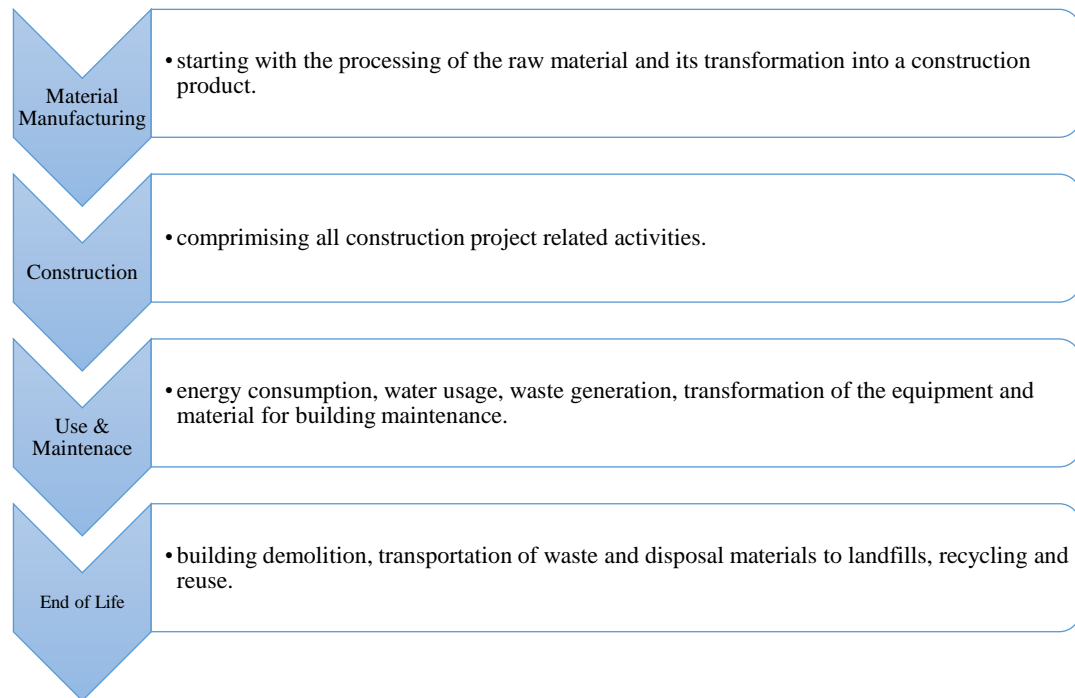 Material
Manufacturing
• starting with the processing of the raw material and its transformation into a construction
product.
Construction
• comprimising all construction project related activities.
Use &
Maintenace
• energy consumption, water usage, waste generation, transformation of the equipment and
material for building maintenance.
End of Life
• building demolition, transportation of waste and disposal materials to landfills, recycling and
reuse.